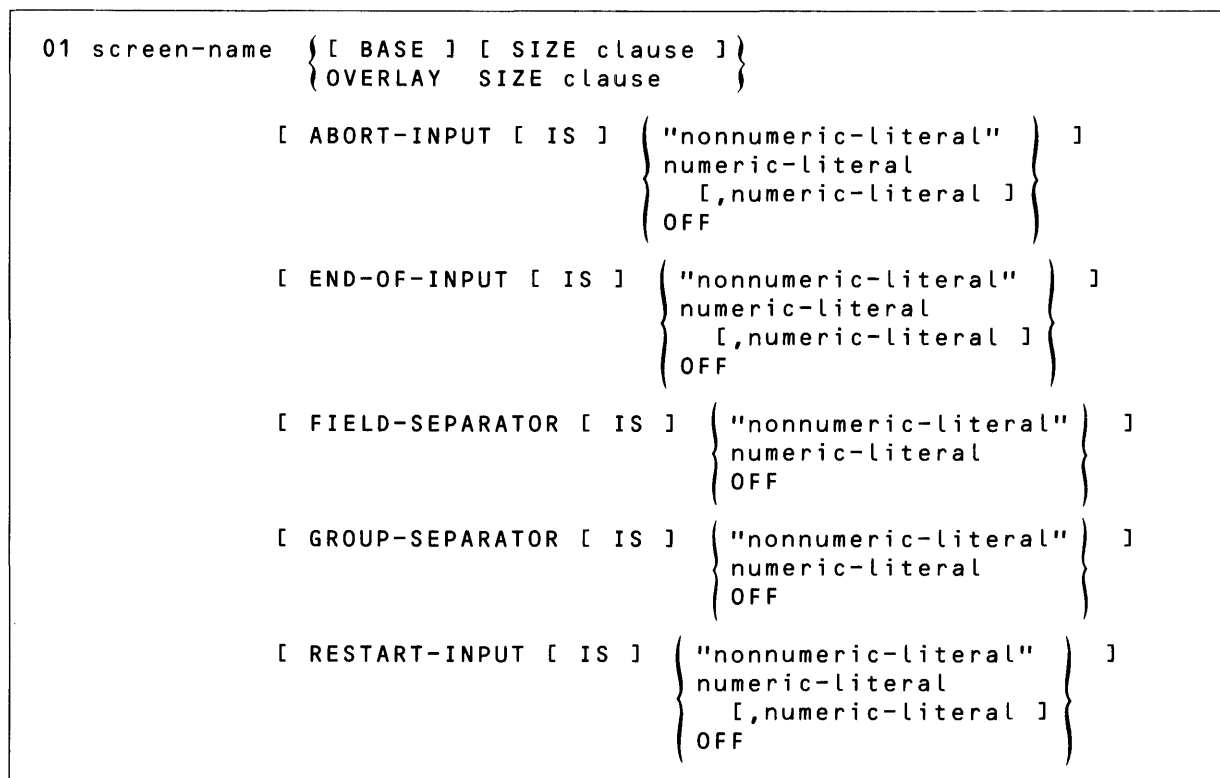 01 screen-name { [ BASE ] [ SIZE clause ] }
{ OVERLAY SIZE clause }
[ ABORT-INPUT [ IS ] { "nonnumeric-literal" } ]
numeric-literal
[,numeric-literal ]
OFF
[ END-OF-INPUT [ IS ] { "nonnumeric-literal" } ]
numeric-literal
[,numeric-literal ]
OFF
[ FIELD-SEPARATOR [ IS ] { "nonnumeric-literal" } ]
numeric-literal
OFF
[ GROUP-SEPARATOR [ IS ] { "nonnumeric-literal" } ]
numeric-literal
OFF
[ RESTART-INPUT [ IS ] { "nonnumeric-literal" } ]
numeric-literal
[,numeric-literal ]
OFF